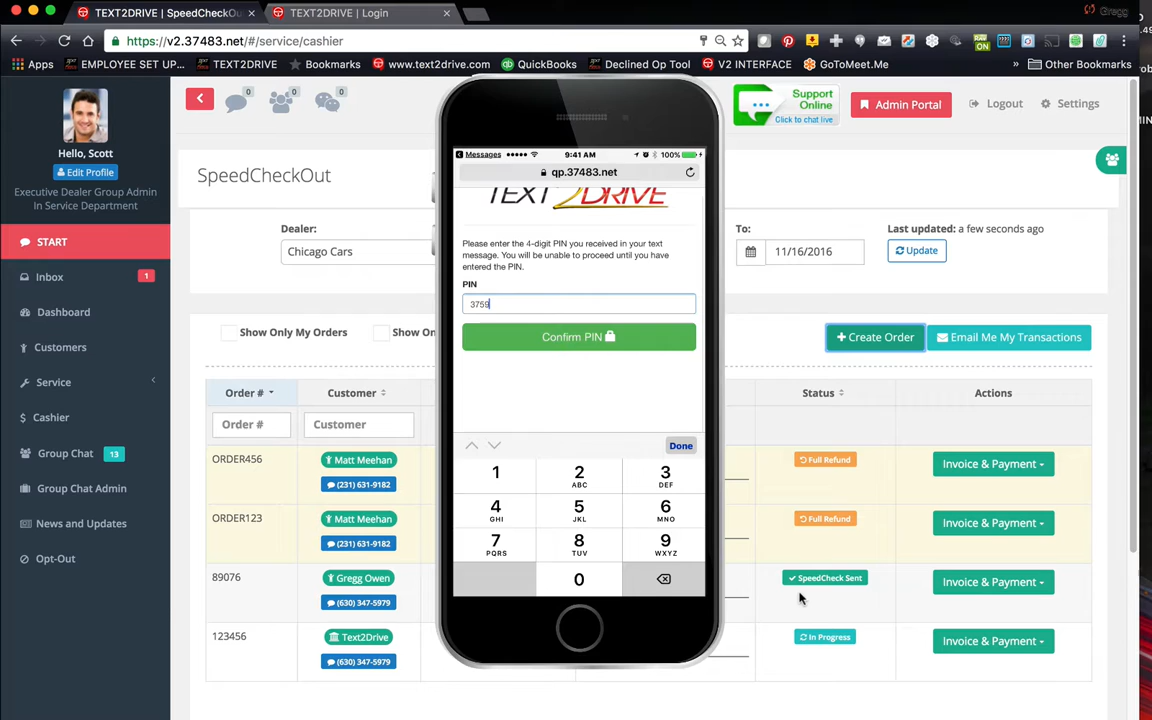 TEXT2DRIVE | SpeedCheckOu
TEXT2DRIVE | Login
Gregg
https://v2.37483.net/#/service/cashier
Apps
EMPLOYEE SET UP...
TEXT2DRIVE
Bookmarks
www.text2drive.com
QuickBooks
Declined Op Tool
V2 INTERFACE
GoToMeet.Me
»
Other Bookmarks
Hello, Scott
Edit Profile
Executive Dealer Group Admin
In Service Department
START
Inbox 1
Dashboard
Customers
Service
Cashier
Group Chat 13
Group Chat Admin
News and Updates
Opt-Out
0 0 0
Support
Online
Click to chat live
Admin Portal
Logout
Settings
SpeedCheckOut
Dealer:
Chicago Cars
To:
11/16/2016
Last updated: a few seconds ago
Update
Show Only My Orders
Show On
Create Order
Email Me My Transactions
Order # Customer Status Actions
Order # Customer
ORDER456 Matt Meehan Full Refund Invoice & Payment
(231) 631-9182
ORDER123 Matt Meehan Full Refund Invoice & Payment
(231) 631-9182
89076 Gregg Owen SpeedCheck Sent Invoice & Payment
(630) 347-5979
123456 Text2Drive In Progress Invoice & Payment
(630) 347-5979
Messages 9:41 AM 100%
qp.37483.net
TEXT2DRIVE
Please enter the 4-digit PIN you received in your text
message. You will be unable to proceed until you have
entered the PIN.
PIN
3759
Confirm PIN
Done
1 2 3
ABC DEF
4 5 6
GHI JKL MNO
7 8 9
PQRS TUV WXYZ
0